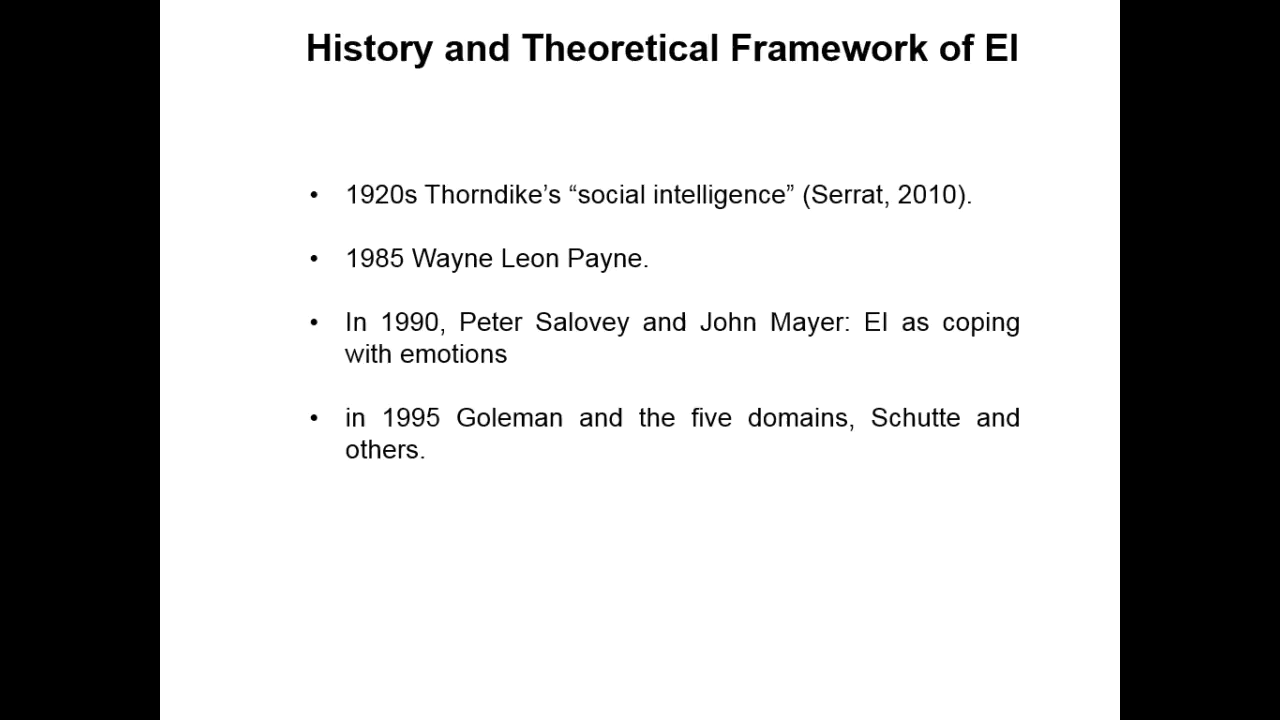 History and Theoretical Framework of EI
• 1920s Thorndike’s “social intelligence” (Serrat, 2010).
• 1985 Wayne Leon Payne.
• In 1990, Peter Salovey and John Mayer: EI as coping
with emotions
• in 1995 Goleman and the five domains, Schutte and
others.